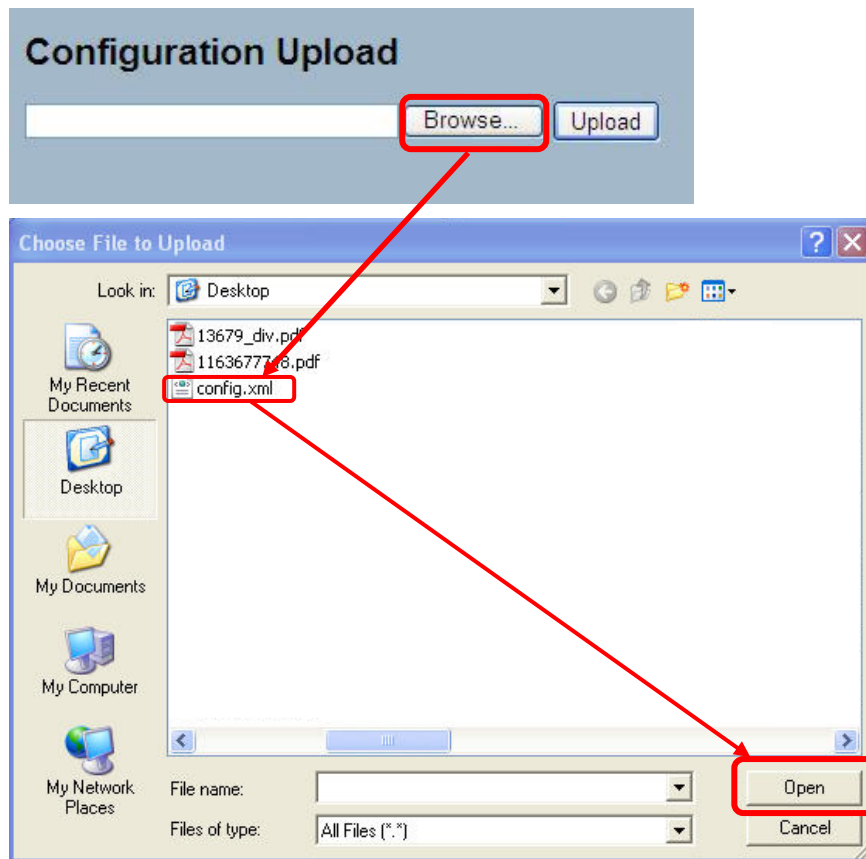 Configuration Upload
Browse... Upload
Choose File to Upload
Look in: Desktop
13679_div.pdf
config.xml
My Recent
Documents
Desktop
My Documents
My Computer
My Network
Places
File name: Open
Files of type: All Files (*.*) Cancel